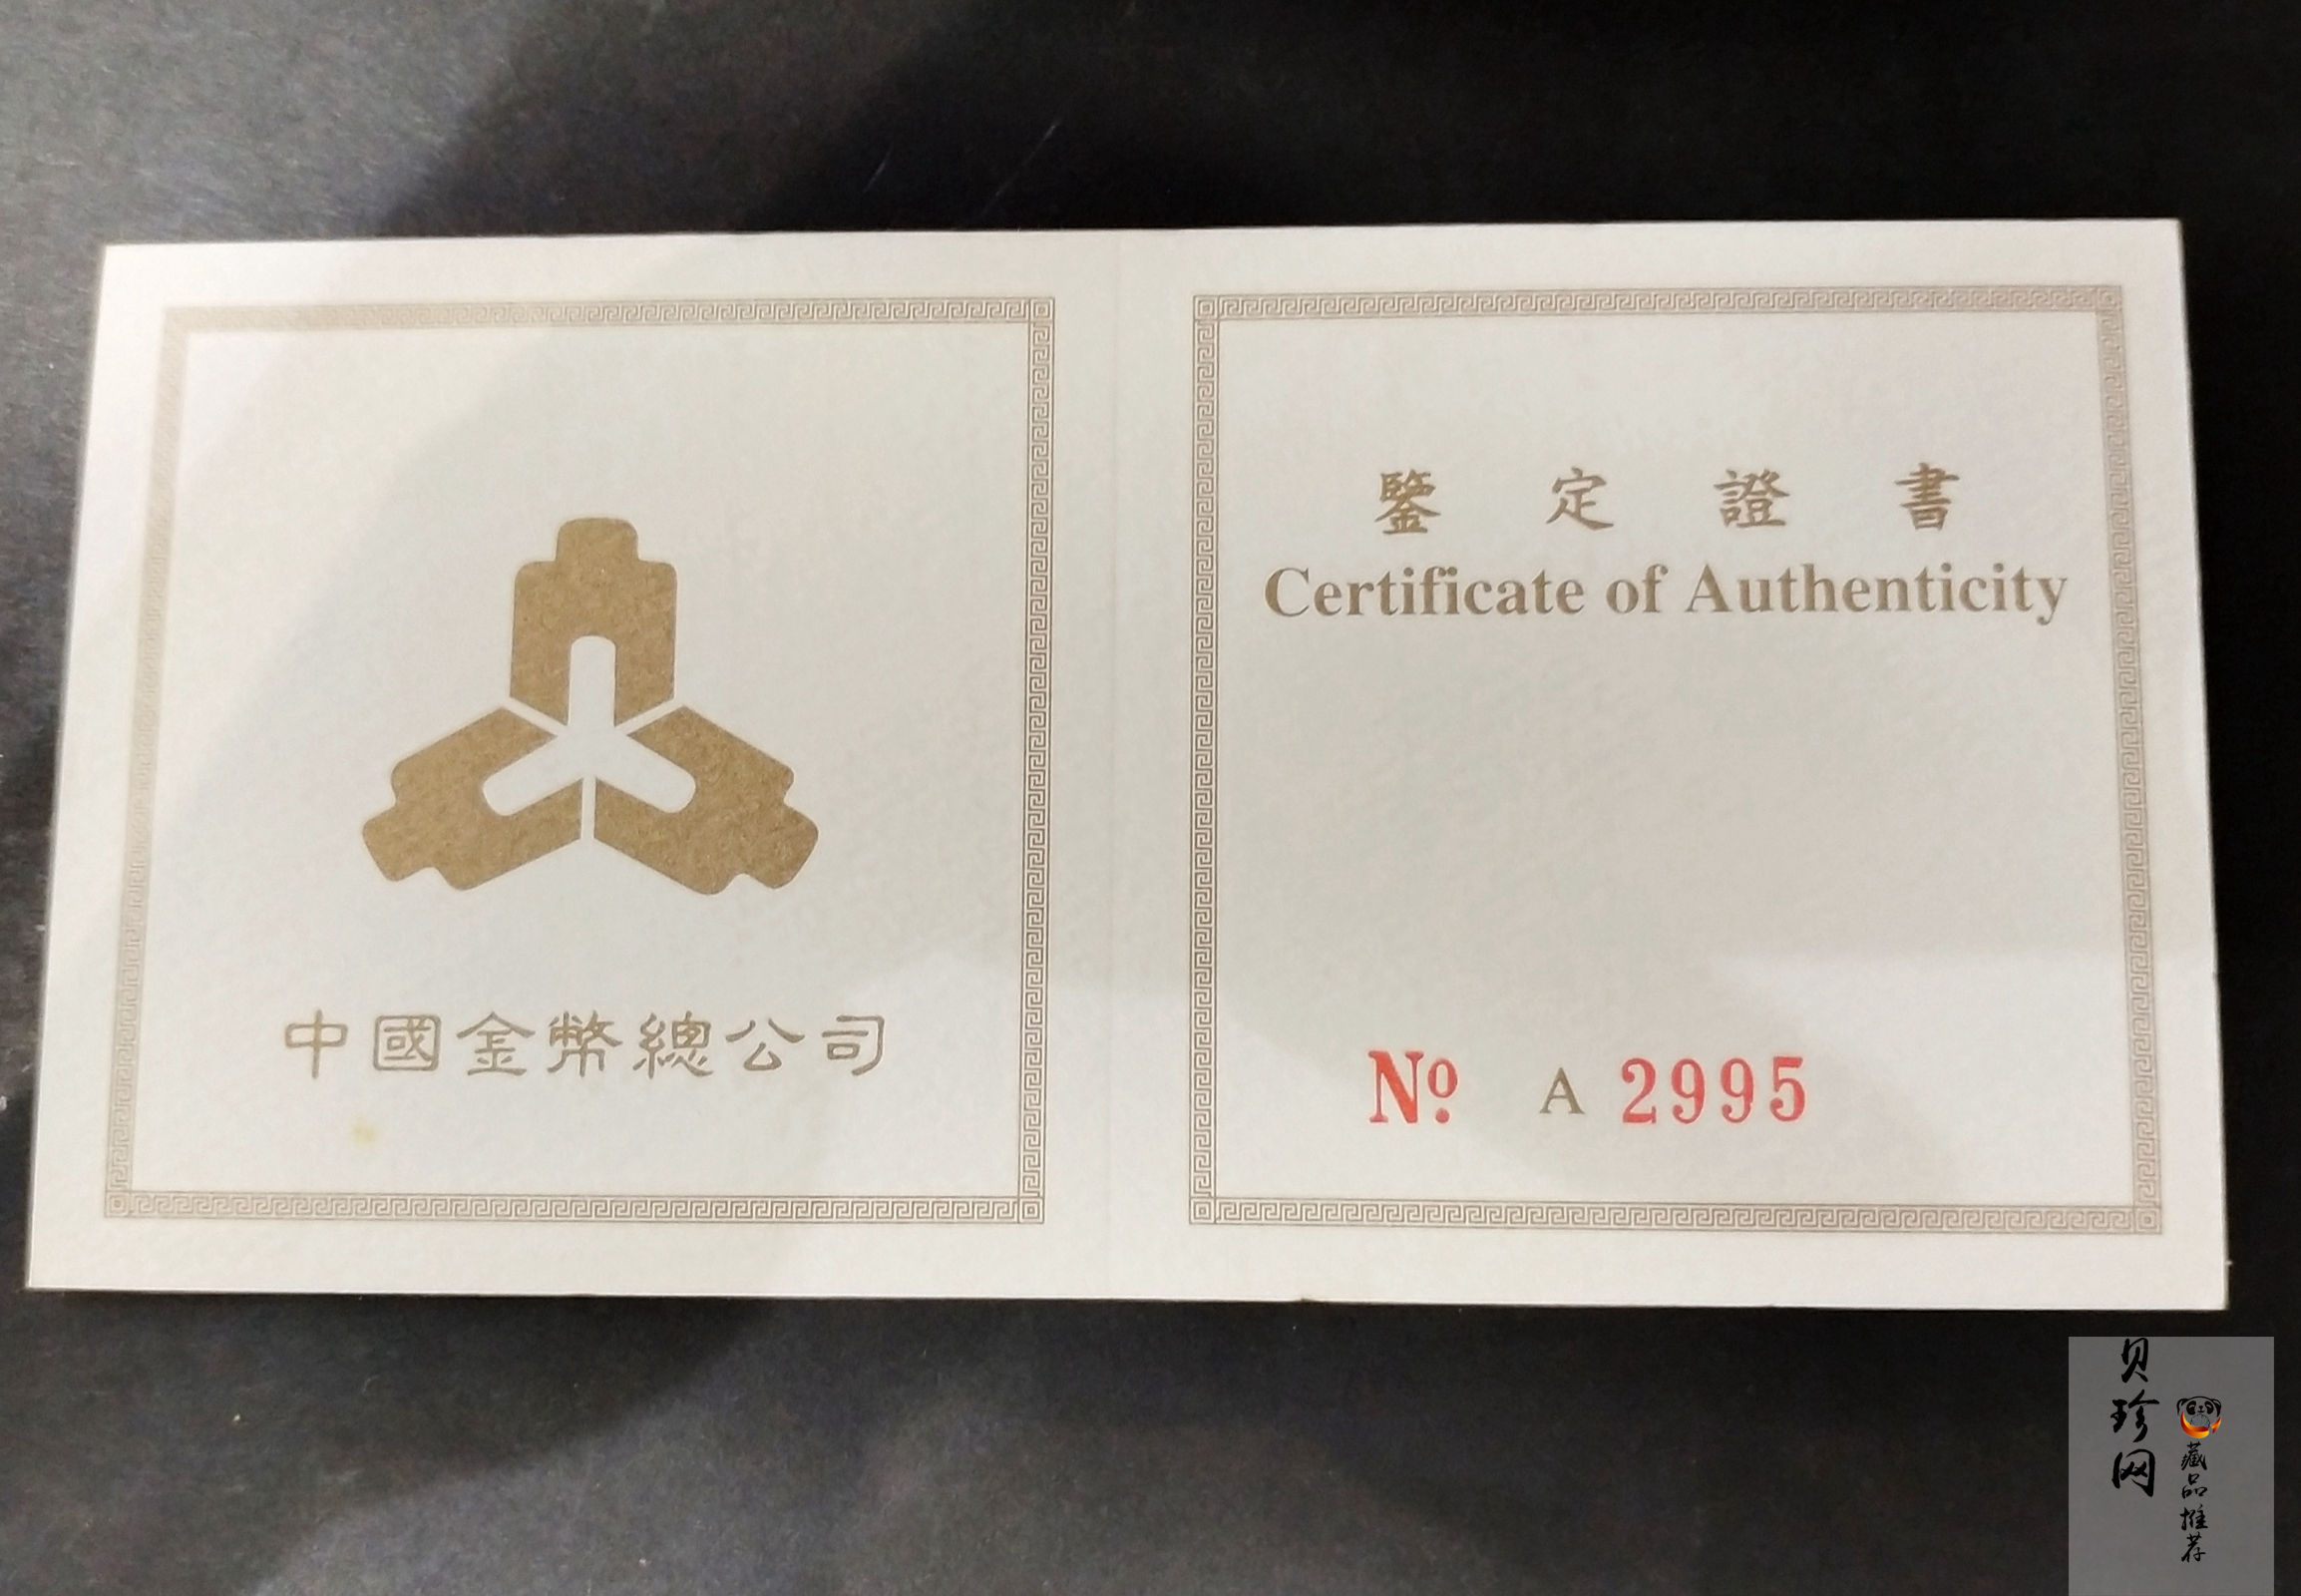 中國金幣總公司
鑒定證書
Certificate of Authenticity
№ A 2995
贝珍网
藏品推荐